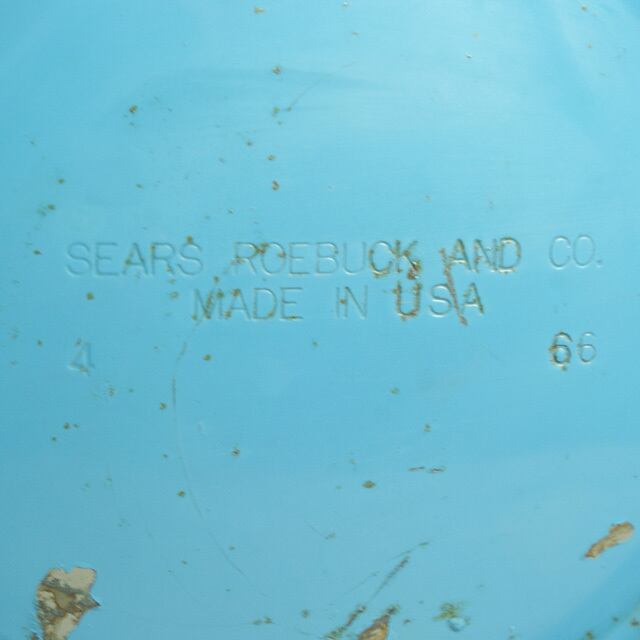 SEARS ROEBUCK AND CO.
MADE IN USA
4 66